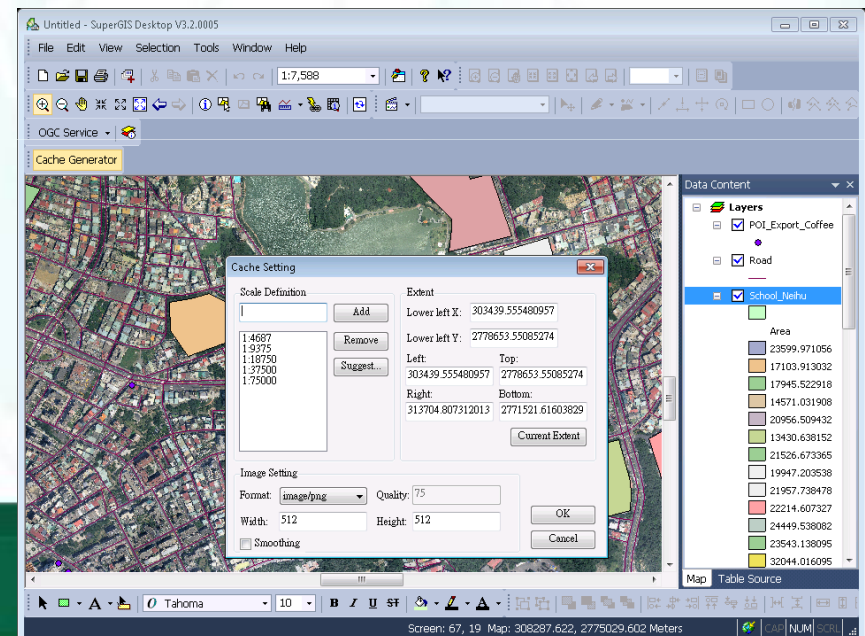 Untitled - SuperGIS Desktop V3.2.0005
File Edit View Selection Tools Window Help
1:7,588
OGC Service
Cache Generator
Data Content
Layers
POI_Export_Coffee
Road
School_Neihu
Area
23599.971056
17103.913032
17945.522918
14571.031908
20956.509432
13430.638152
21526.673365
19947.203538
21957.738478
22214.607327
24449.538082
23543.138095
32044.016095
Map Table Source
Cache Setting
Scale Definition
Add
1:4687
1:9375
1:18750
1:37500
1:75000
Remove
Suggest...
Extent
Lower left X: 303439.555480957
Lower left Y: 2778653.55085274
Left: Top:
303439.555480957 2778653.55085274
Right: Bottom:
313704.807312013 2771521.61603829
Current Extent
Image Setting
Format: image/png Quality: 75
Width: 512 Height: 512
Smoothing
OK
Cancel
A O Tahoma 10 B I U ST A
Screen: 67, 19 Map: 308287.622, 2775029.602 Meters CAP NUM SCRL